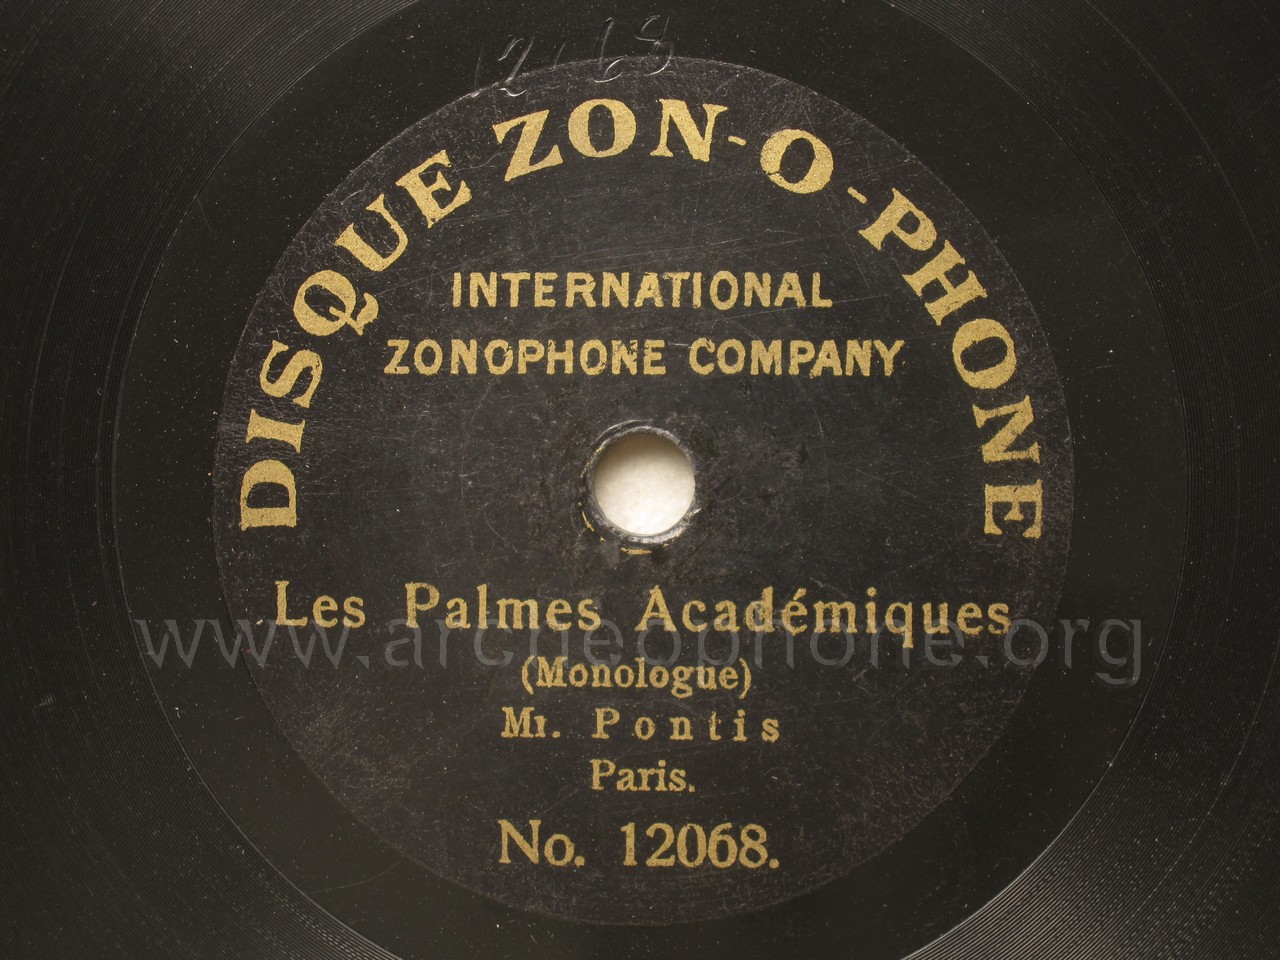 DISQUE ZON-O-PHONE
INTERNATIONAL
ZONOPHONE COMPANY
Les Palmes Académiques
www.archeophone.org
(Monologue)
Mr. Pontis
Paris.
No. 12068.